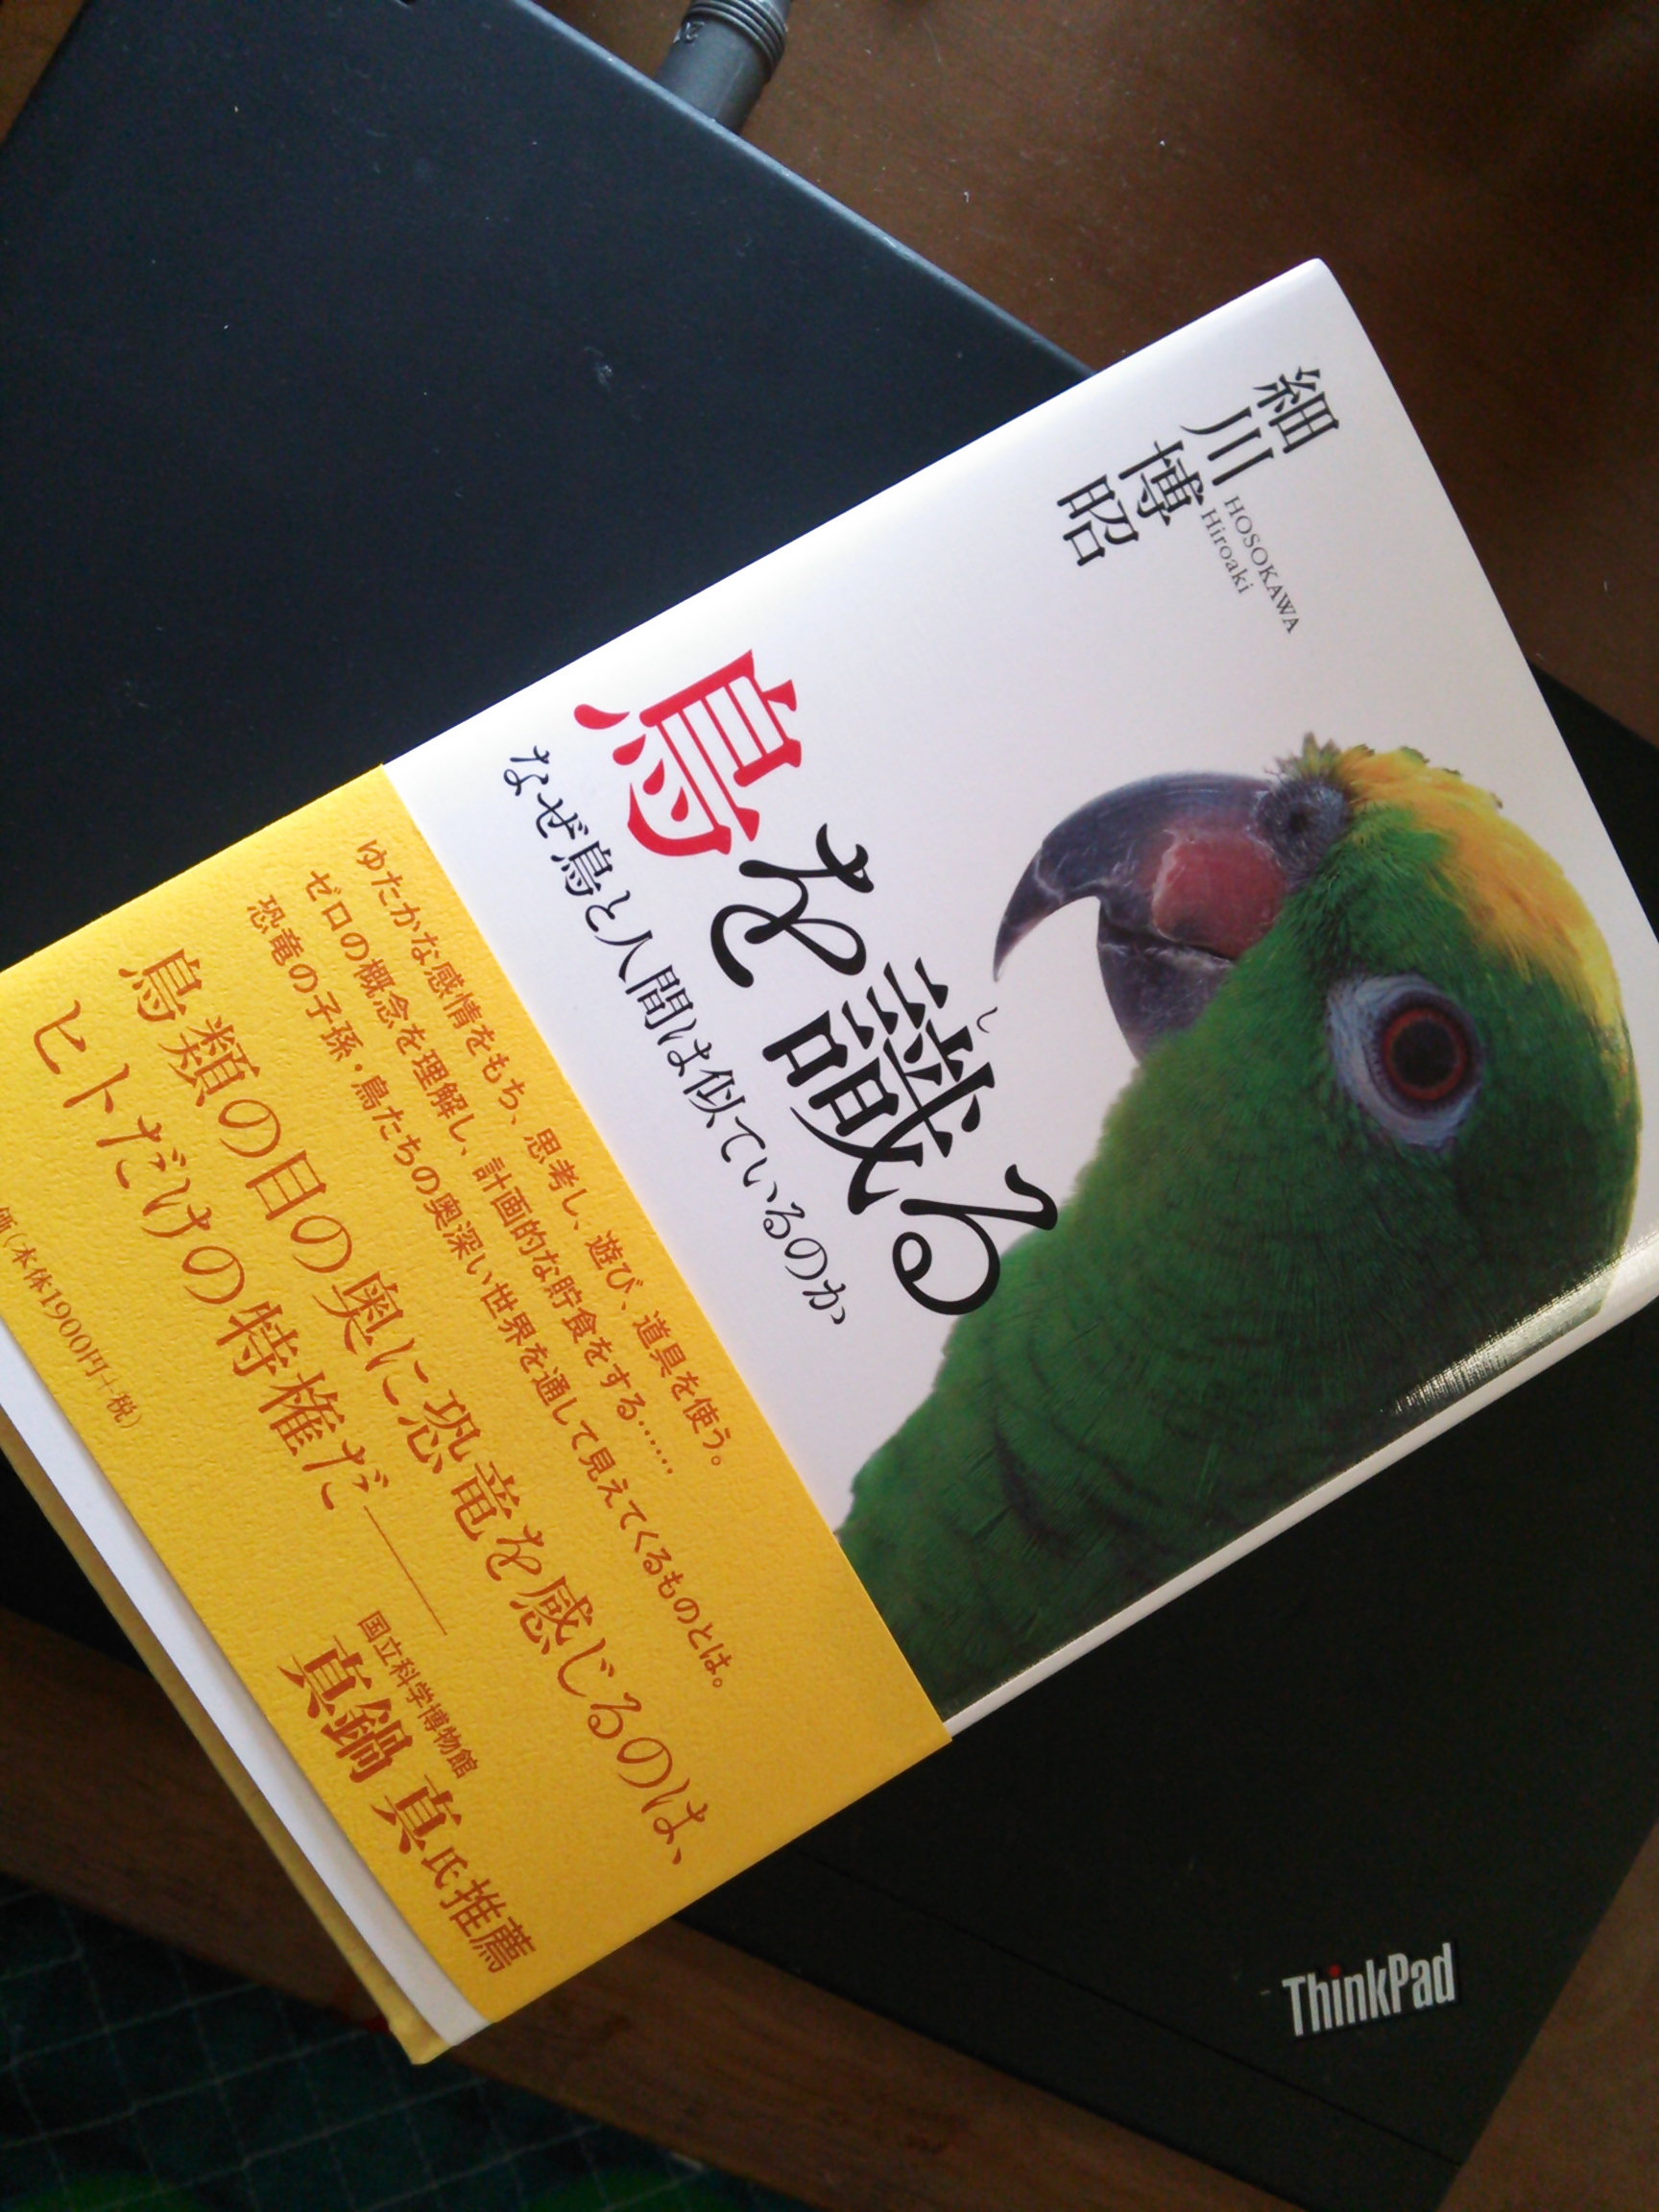 細川博昭
HOSOKAWA
Hiroaki
鳥を識る
し
なぜ鳥と人間は似ているのか
ゆたかな感情をもち、思考し、遊び、道具を使う。
ゼロの概念を理解し、計画的な貯食をする……
恐竜の子孫・鳥たちの奥深い世界を通して見えてくるものとは。
鳥類の目の奥に恐竜を感じるのは、
ヒトだけの特権だ——
国立科学博物館
真鍋 真氏推薦
価（本体1900円+税）
ThinkPad